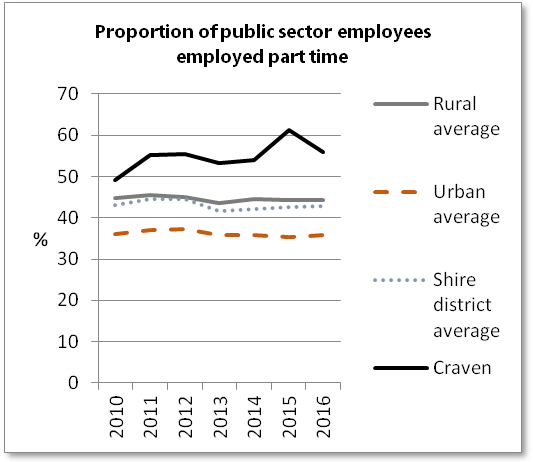 Proportion of public sector employees
employed part time
70
60
50
40
30
20
10
0
%
2010
2011
2012
2013
2014
2015
2016
Rural
average
Urban
average
Shire
district
average
Craven